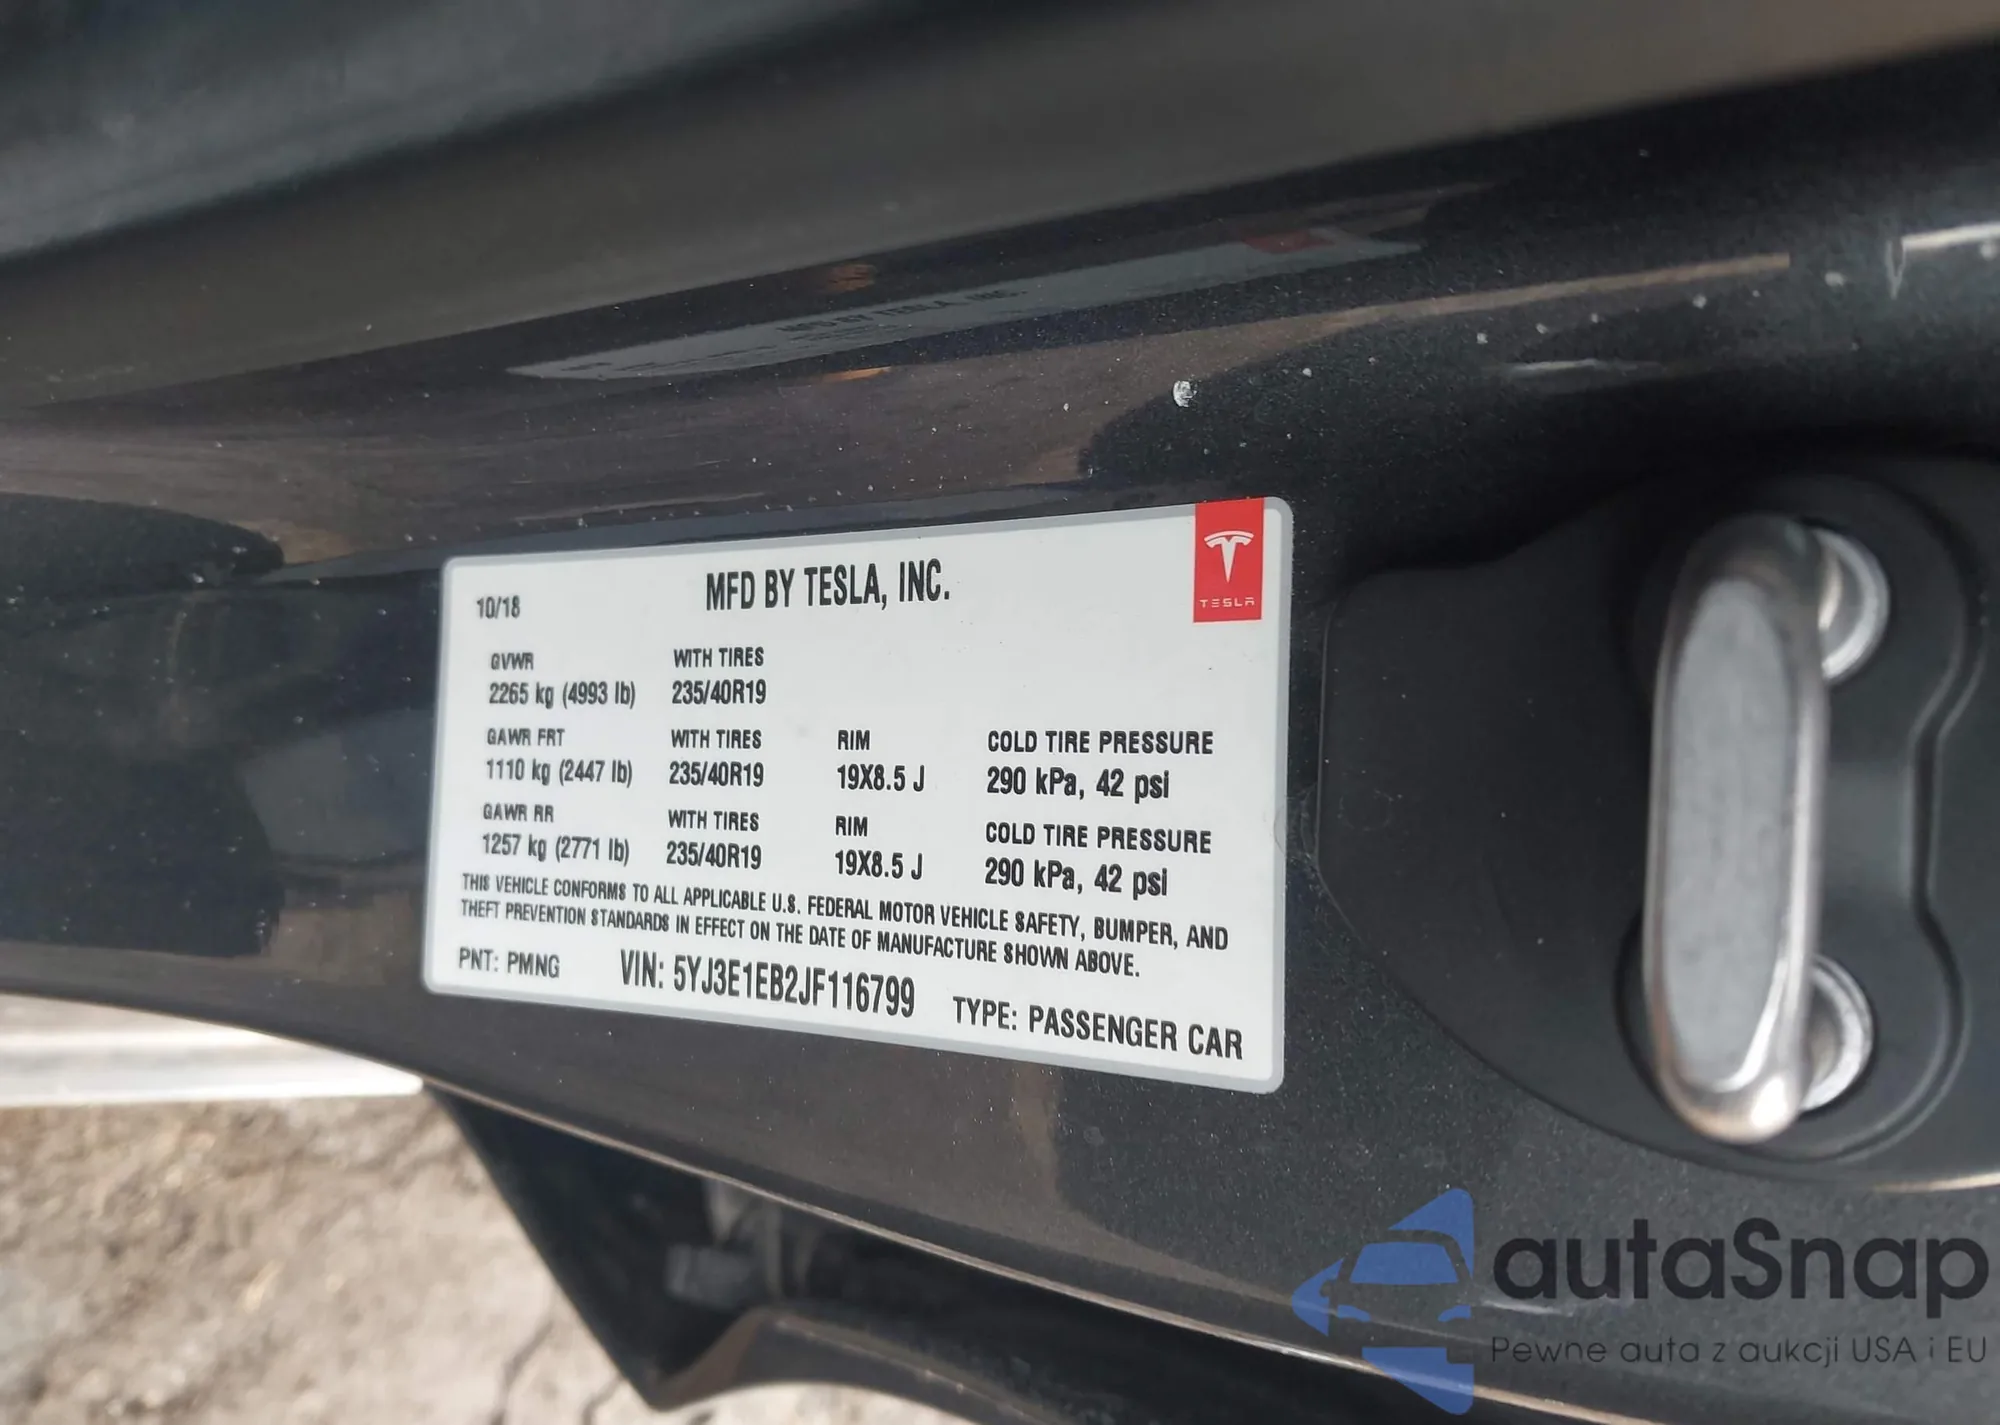 10/18 MFD BY TESLA, INC.
TESLA
GVWR WITH TIRES
2265 kg (4993 lb) 235/40R19
GAWR FRT WITH TIRES RIM COLD TIRE PRESSURE
1110 kg (2447 lb) 235/40R19 19X8.5 J 290 kPa, 42 psi
GAWR RR WITH TIRES RIM COLD TIRE PRESSURE
1257 kg (2771 lb) 235/40R19 19X8.5 J 290 kPa, 42 psi
THIS VEHICLE CONFORMS TO ALL APPLICABLE U.S. FEDERAL MOTOR VEHICLE SAFETY, BUMPER, AND
THEFT PREVENTION STANDARDS IN EFFECT ON THE DATE OF MANUFACTURE SHOWN ABOVE.
PNT: PMNG VIN: 5YJ3E1EB2JF116799 TYPE: PASSENGER CAR
autaSnap
Pewne auta z aukcji USA i EU